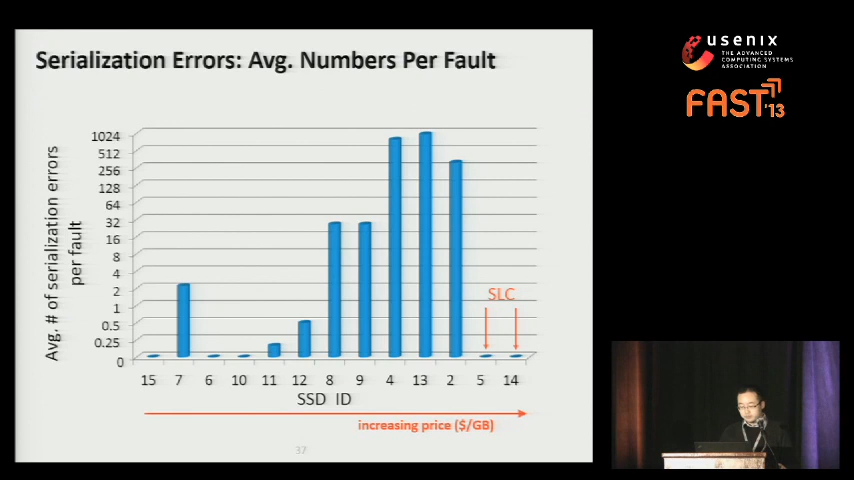 Serialization Errors: Avg. Numbers Per Fault
usenix
THE ADVANCED
COMPUTING SYSTEMS
ASSOCIATION
FAST'13
Avg. # of serialization errors
per fault
1024
512
256
128
64
32
16
8
4
2
1
0.5
0.25
0
SLC
15 7 6 10 11 12 8 9 4 13 2 5 14
SSD ID
increasing price ($/GB)
37